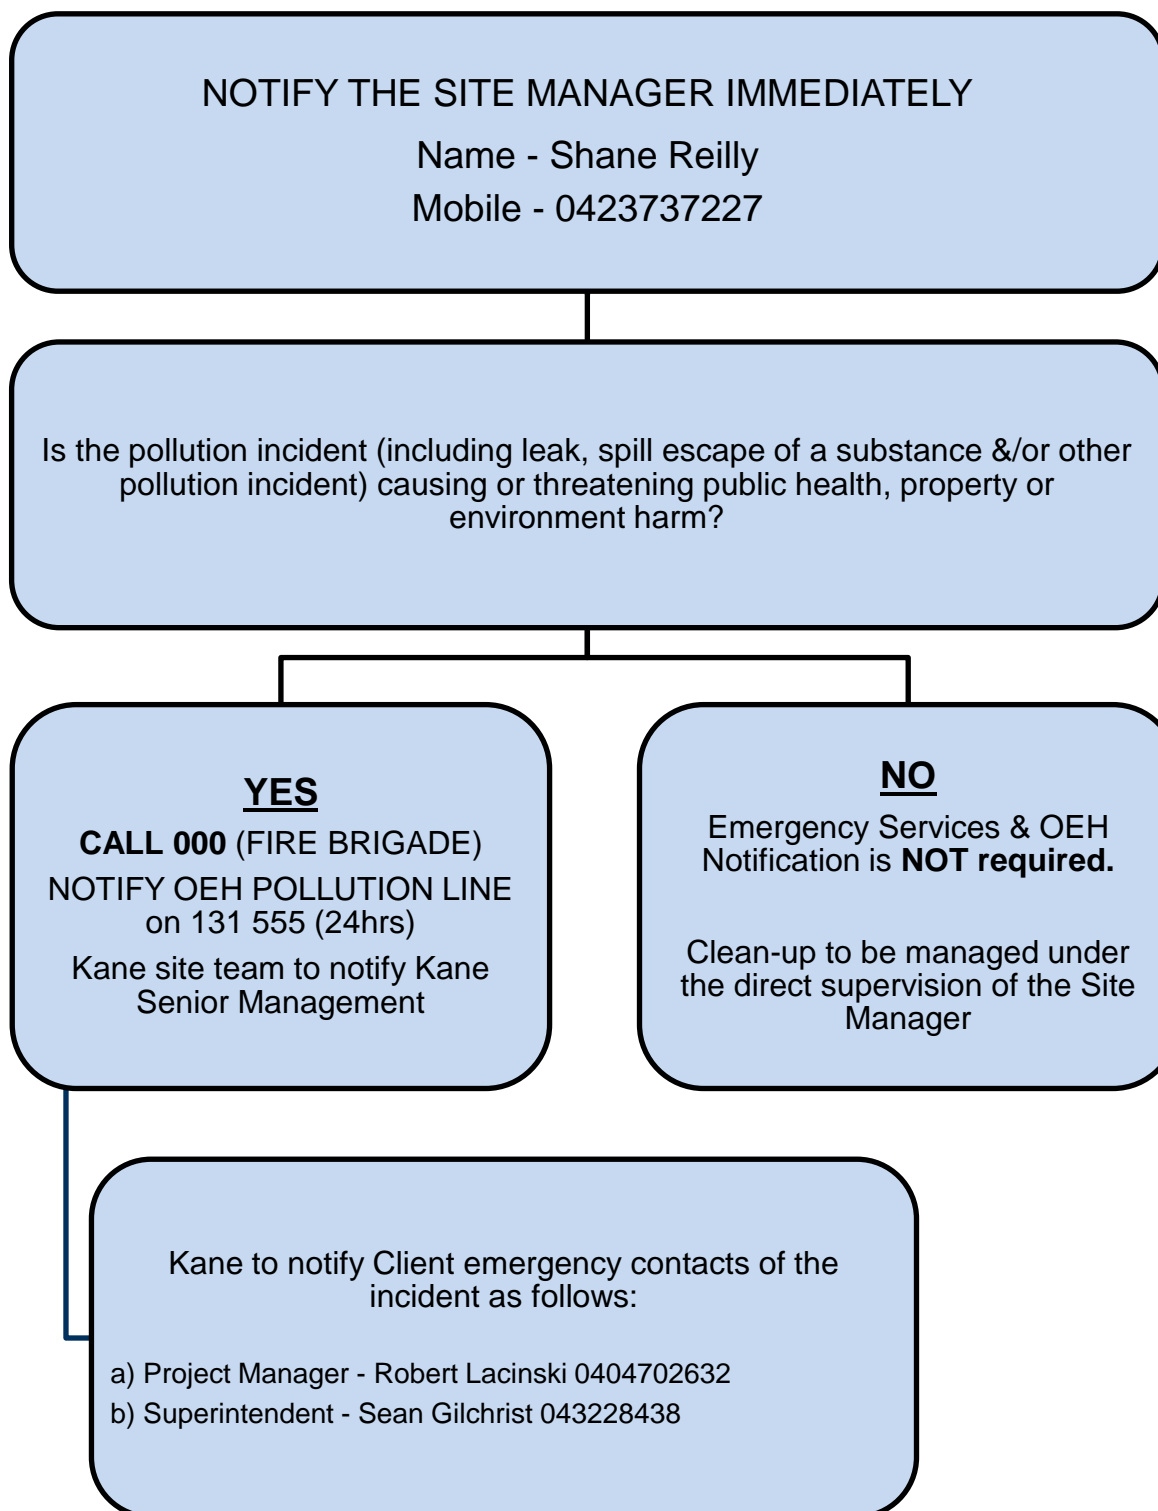 NOTIFY THE SITE MANAGER IMMEDIATELY
Name - Shane Reilly
Mobile - 0423737227
Is the pollution incident (including leak, spill escape of a substance &/or other
pollution incident) causing or threatening public health, property or
environment harm?
YES
CALL 000 (FIRE BRIGADE)
NOTIFY OEH POLLUTION LINE
on 131 555 (24hrs)
Kane site team to notify Kane
Senior Management
NO
Emergency Services & OEH
Notification is NOT required.
Clean-up to be managed under
the direct supervision of the Site
Manager
Kane to notify Client emergency contacts of the
incident as follows:
a) Project Manager - Robert Lacinski 0404702632
b) Superintendent - Sean Gilchrist 043228438